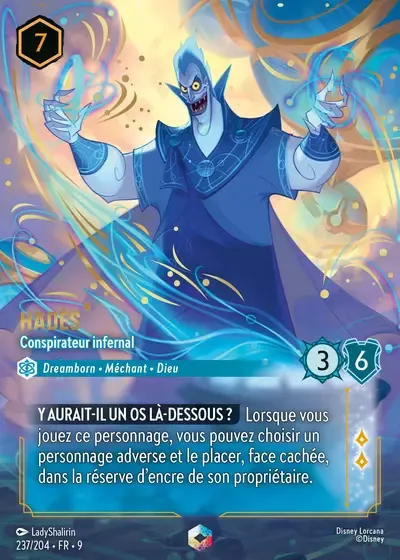 7
HADÈS
Conspirateur infernal
3
6
Dreamborn • Méchant • Dieu
Y AURAIT-IL UN OS LÀ-DESSOUS ? Lorsque vous
jouez ce personnage, vous pouvez choisir un
personnage adverse et le placer, face cachée,
dans la réserve d'encre de son propriétaire.
LadyShalirin
237/204 • FR • 9
Disney Lorcana
©Disney